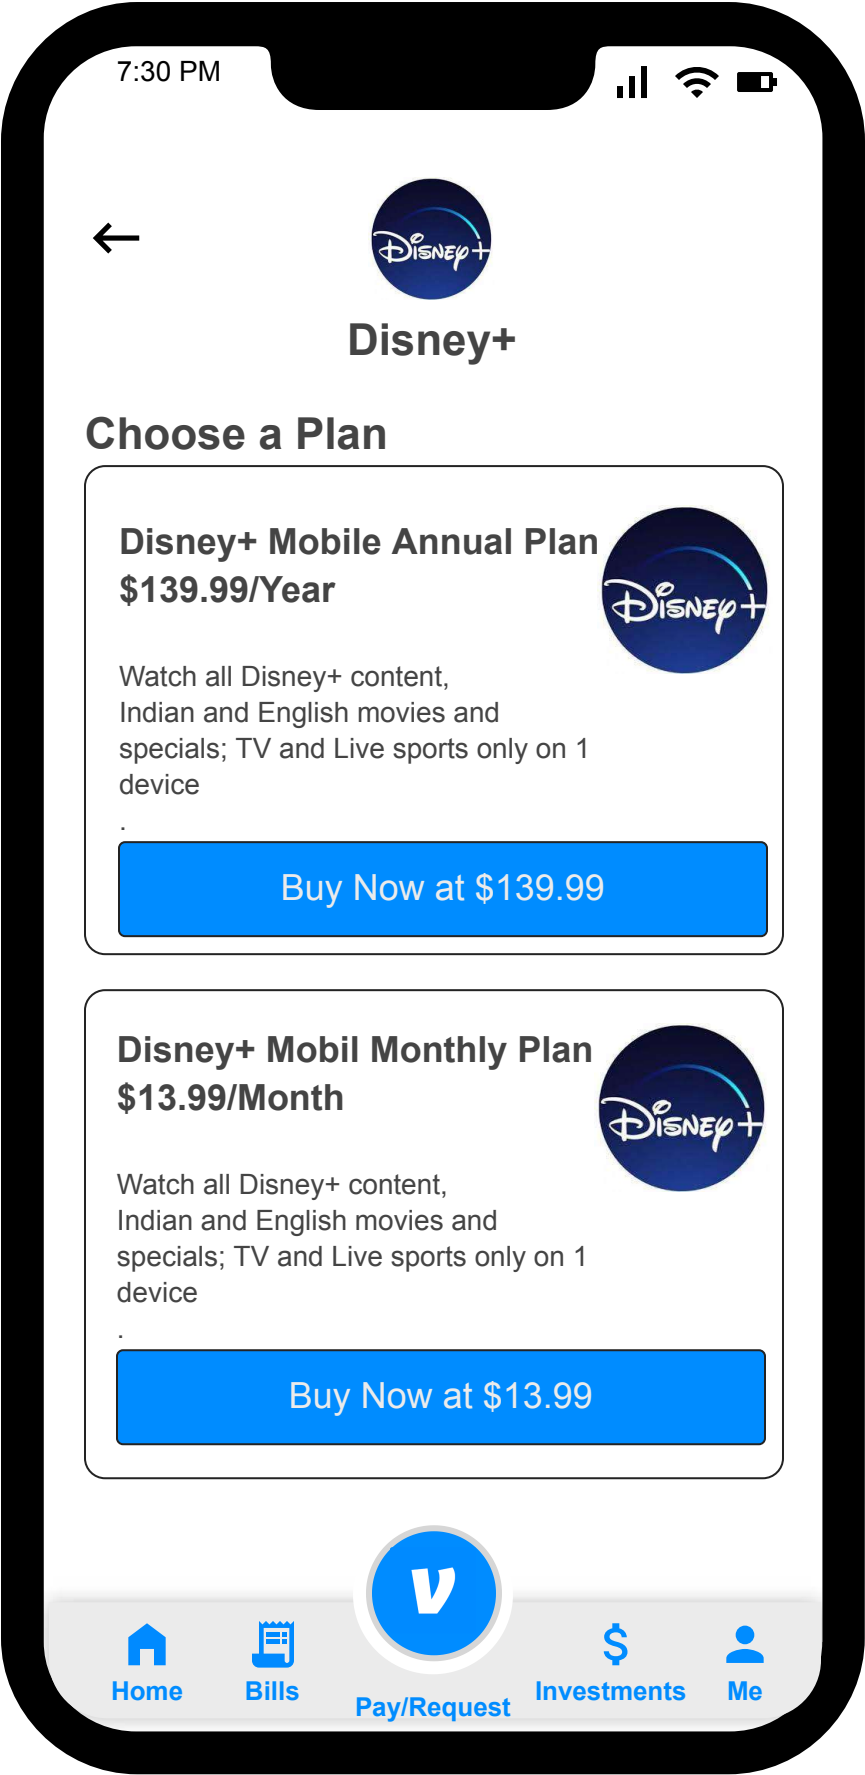 7:30 PM
Disney+
Disney+
Choose a Plan
Disney+ Mobile Annual Plan
$139.99/Year
Disney+
Watch all Disney+ content,
Indian and English movies and
specials; TV and Live sports only on 1
device
.
Buy Now at $139.99
Disney+ Mobil Monthly Plan
$13.99/Month
Disney+
Watch all Disney+ content,
Indian and English movies and
specials; TV and Live sports only on 1
device
.
Buy Now at $13.99
V
$
Home
Bills
Pay/Request
Investments
Me